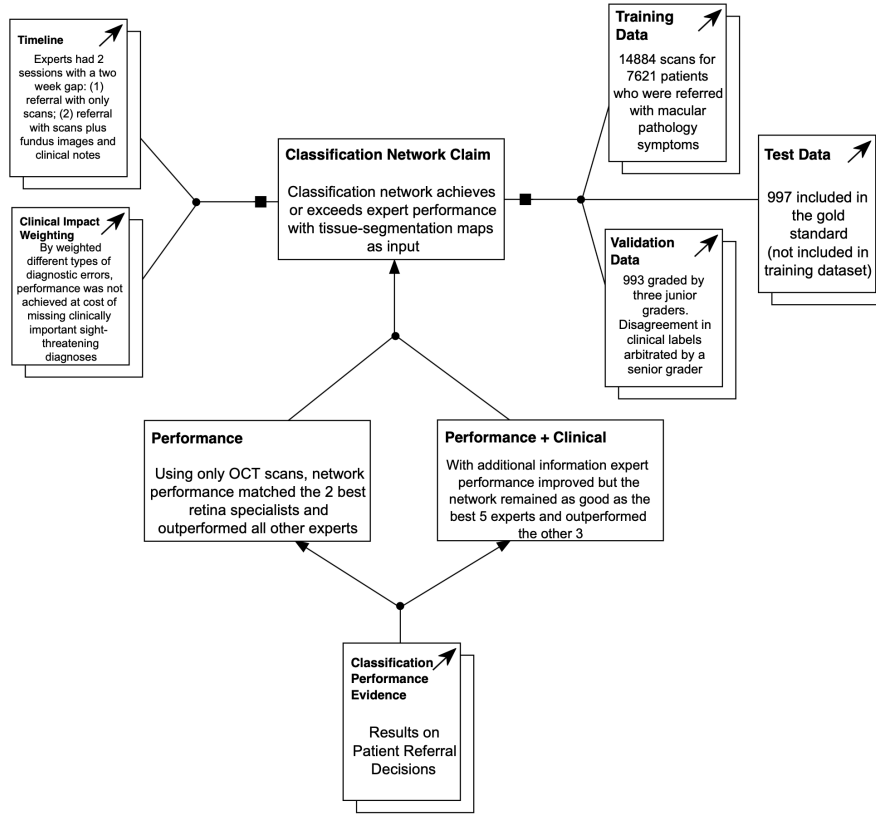 Timeline
Experts had 2
sessions with a two
week gap: (1)
referral with only
scans; (2) referral
with scans plus
fundus images and
clinical notes
Clinical Impact
Weighting
By weighted
different types of
diagnostic errors,
performance was not
achieved at cost of
missing clinically
important sight-
threatening
diagnoses
Classification Network Claim
Classification network achieves
or exceeds expert performance
with tissue-segmentation maps
as input
Training
Data
14884 scans for
7621 patients
who were referred
with macular
pathology
symptoms
Test Data
997 included in
the gold
standard
(not included in
training dataset)
Validation
Data
993 graded by
three junior
graders.
Disagreement in
clinical labels
arbitrated by a
senior grader
Performance
Using only OCT scans, network
performance matched the 2 best
retina specialists and
outperformed all other experts
Performance + Clinical
With additional information expert
performance improved but the
network remained as good as the
best 5 experts and outperformed
the other 3
Classification
Performance
Evidence
Results on
Patient Referral
Decisions